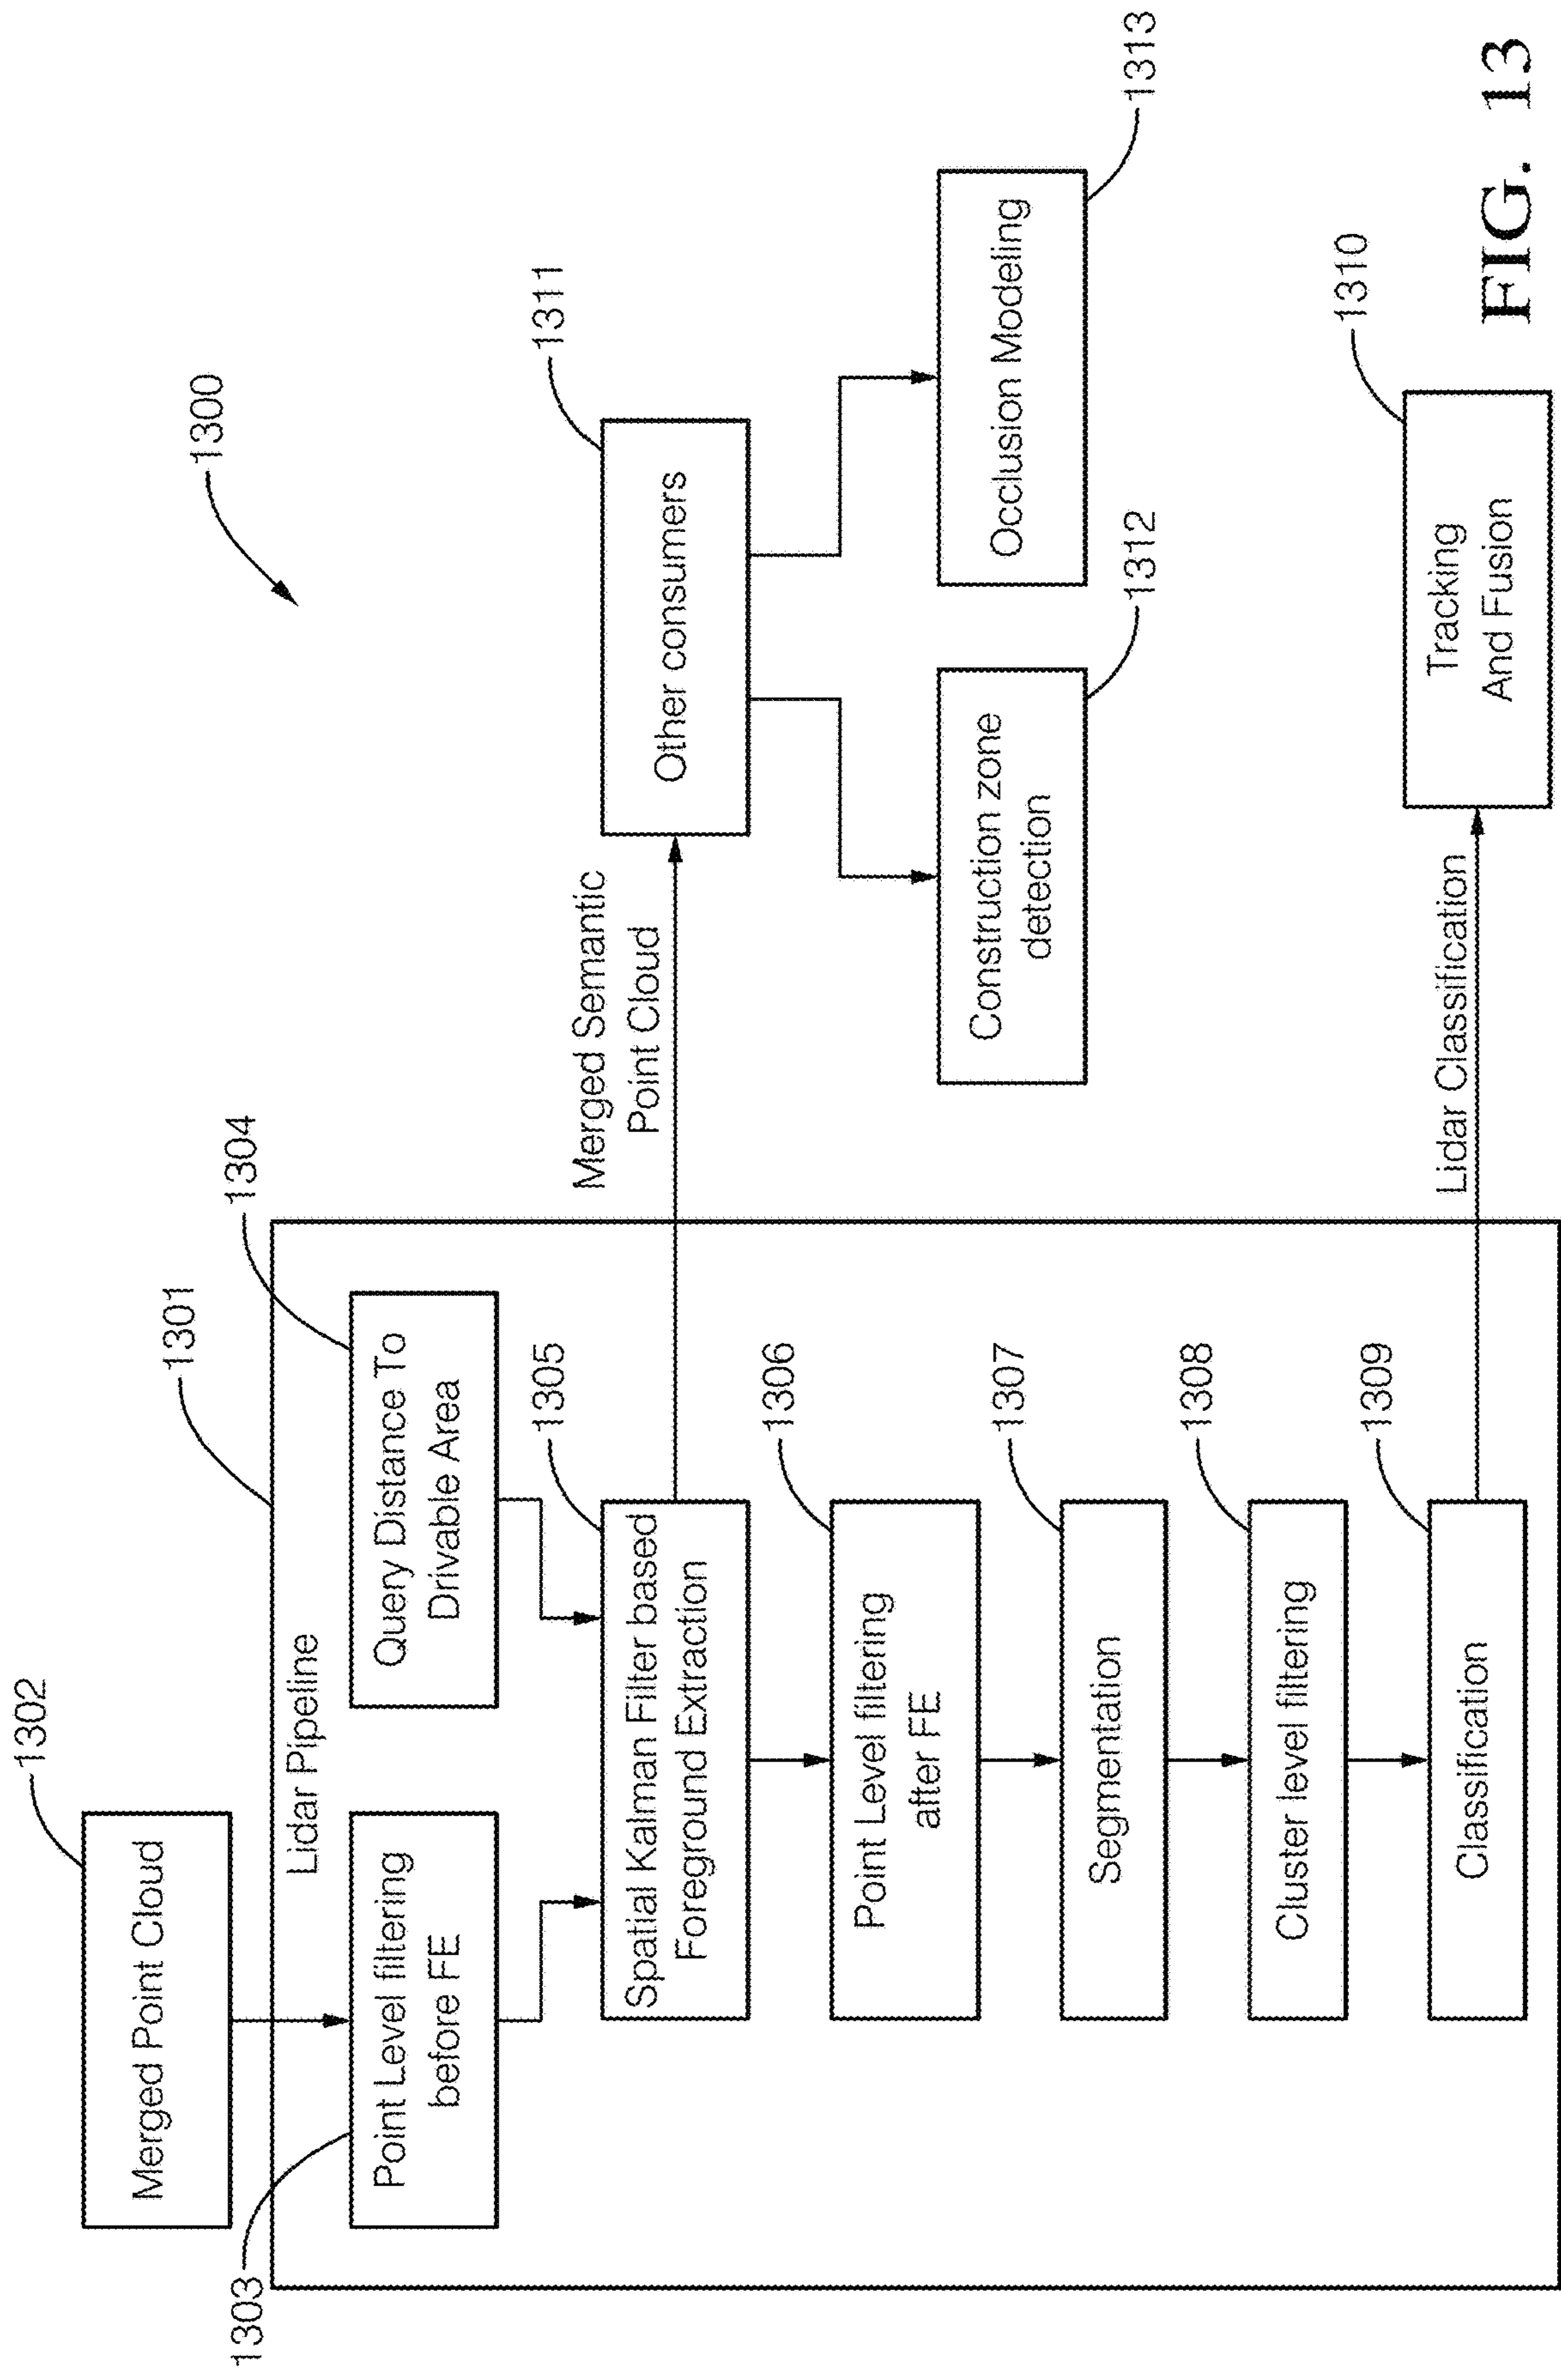 1300
1302
Merged Point Cloud
1301
1303
Lidar Pipeline
1304
Point Level filtering
before FE
Query Distance To
Drivable Area
1305
Spatial Kalman Filter based
Foreground Extraction
Merged Semantic
Point Cloud
1311
Other consumers
1306
Point Level filtering
after FE
1307
Segmentation
1312
Construction zone
detection
1313
Occlusion Modeling
1308
Cluster level filtering
1309
Classification
Lidar Classification
1310
Tracking
And Fusion
FIG. 13